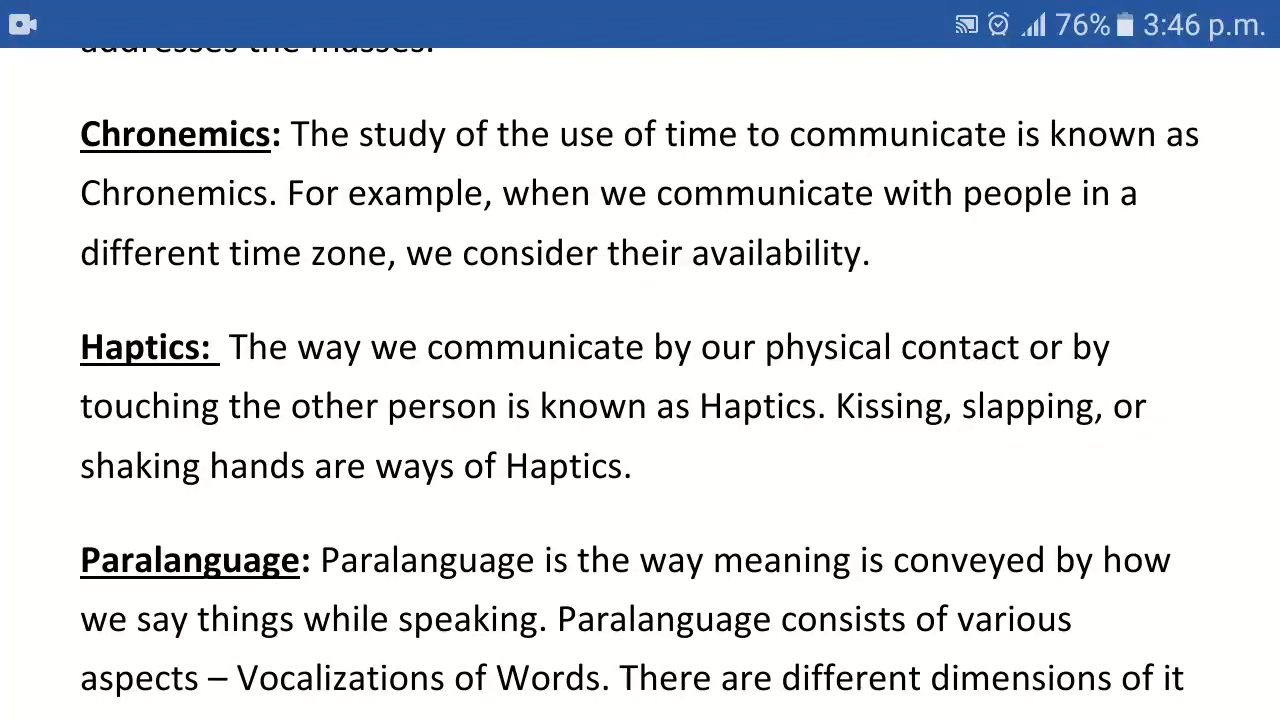 76% 3:46 p.m.
addresses the masses.
Chronemics: The study of the use of time to communicate is known as
Chronemics. For example, when we communicate with people in a
different time zone, we consider their availability.
Haptics: The way we communicate by our physical contact or by
touching the other person is known as Haptics. Kissing, slapping, or
shaking hands are ways of Haptics.
Paralanguage: Paralanguage is the way meaning is conveyed by how
we say things while speaking. Paralanguage consists of various
aspects – Vocalizations of Words. There are different dimensions of it